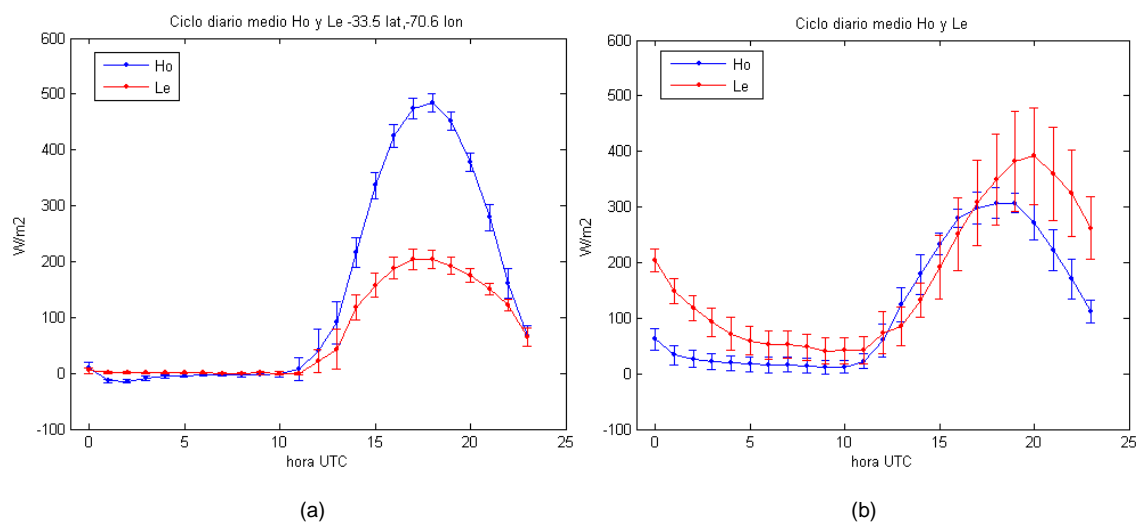 Ciclo diario medio Ho y Le -33.5 lat,-70.6 lon
600
500
400
300
200
100
0
-100
W/m2
Ho
Le
0 5 10 15 20 25
hora UTC
(a)
Ciclo diario medio Ho y Le
600
500
400
300
200
100
0
-100
W/m2
Ho
Le
0 5 10 15 20 25
hora UTC
(b)